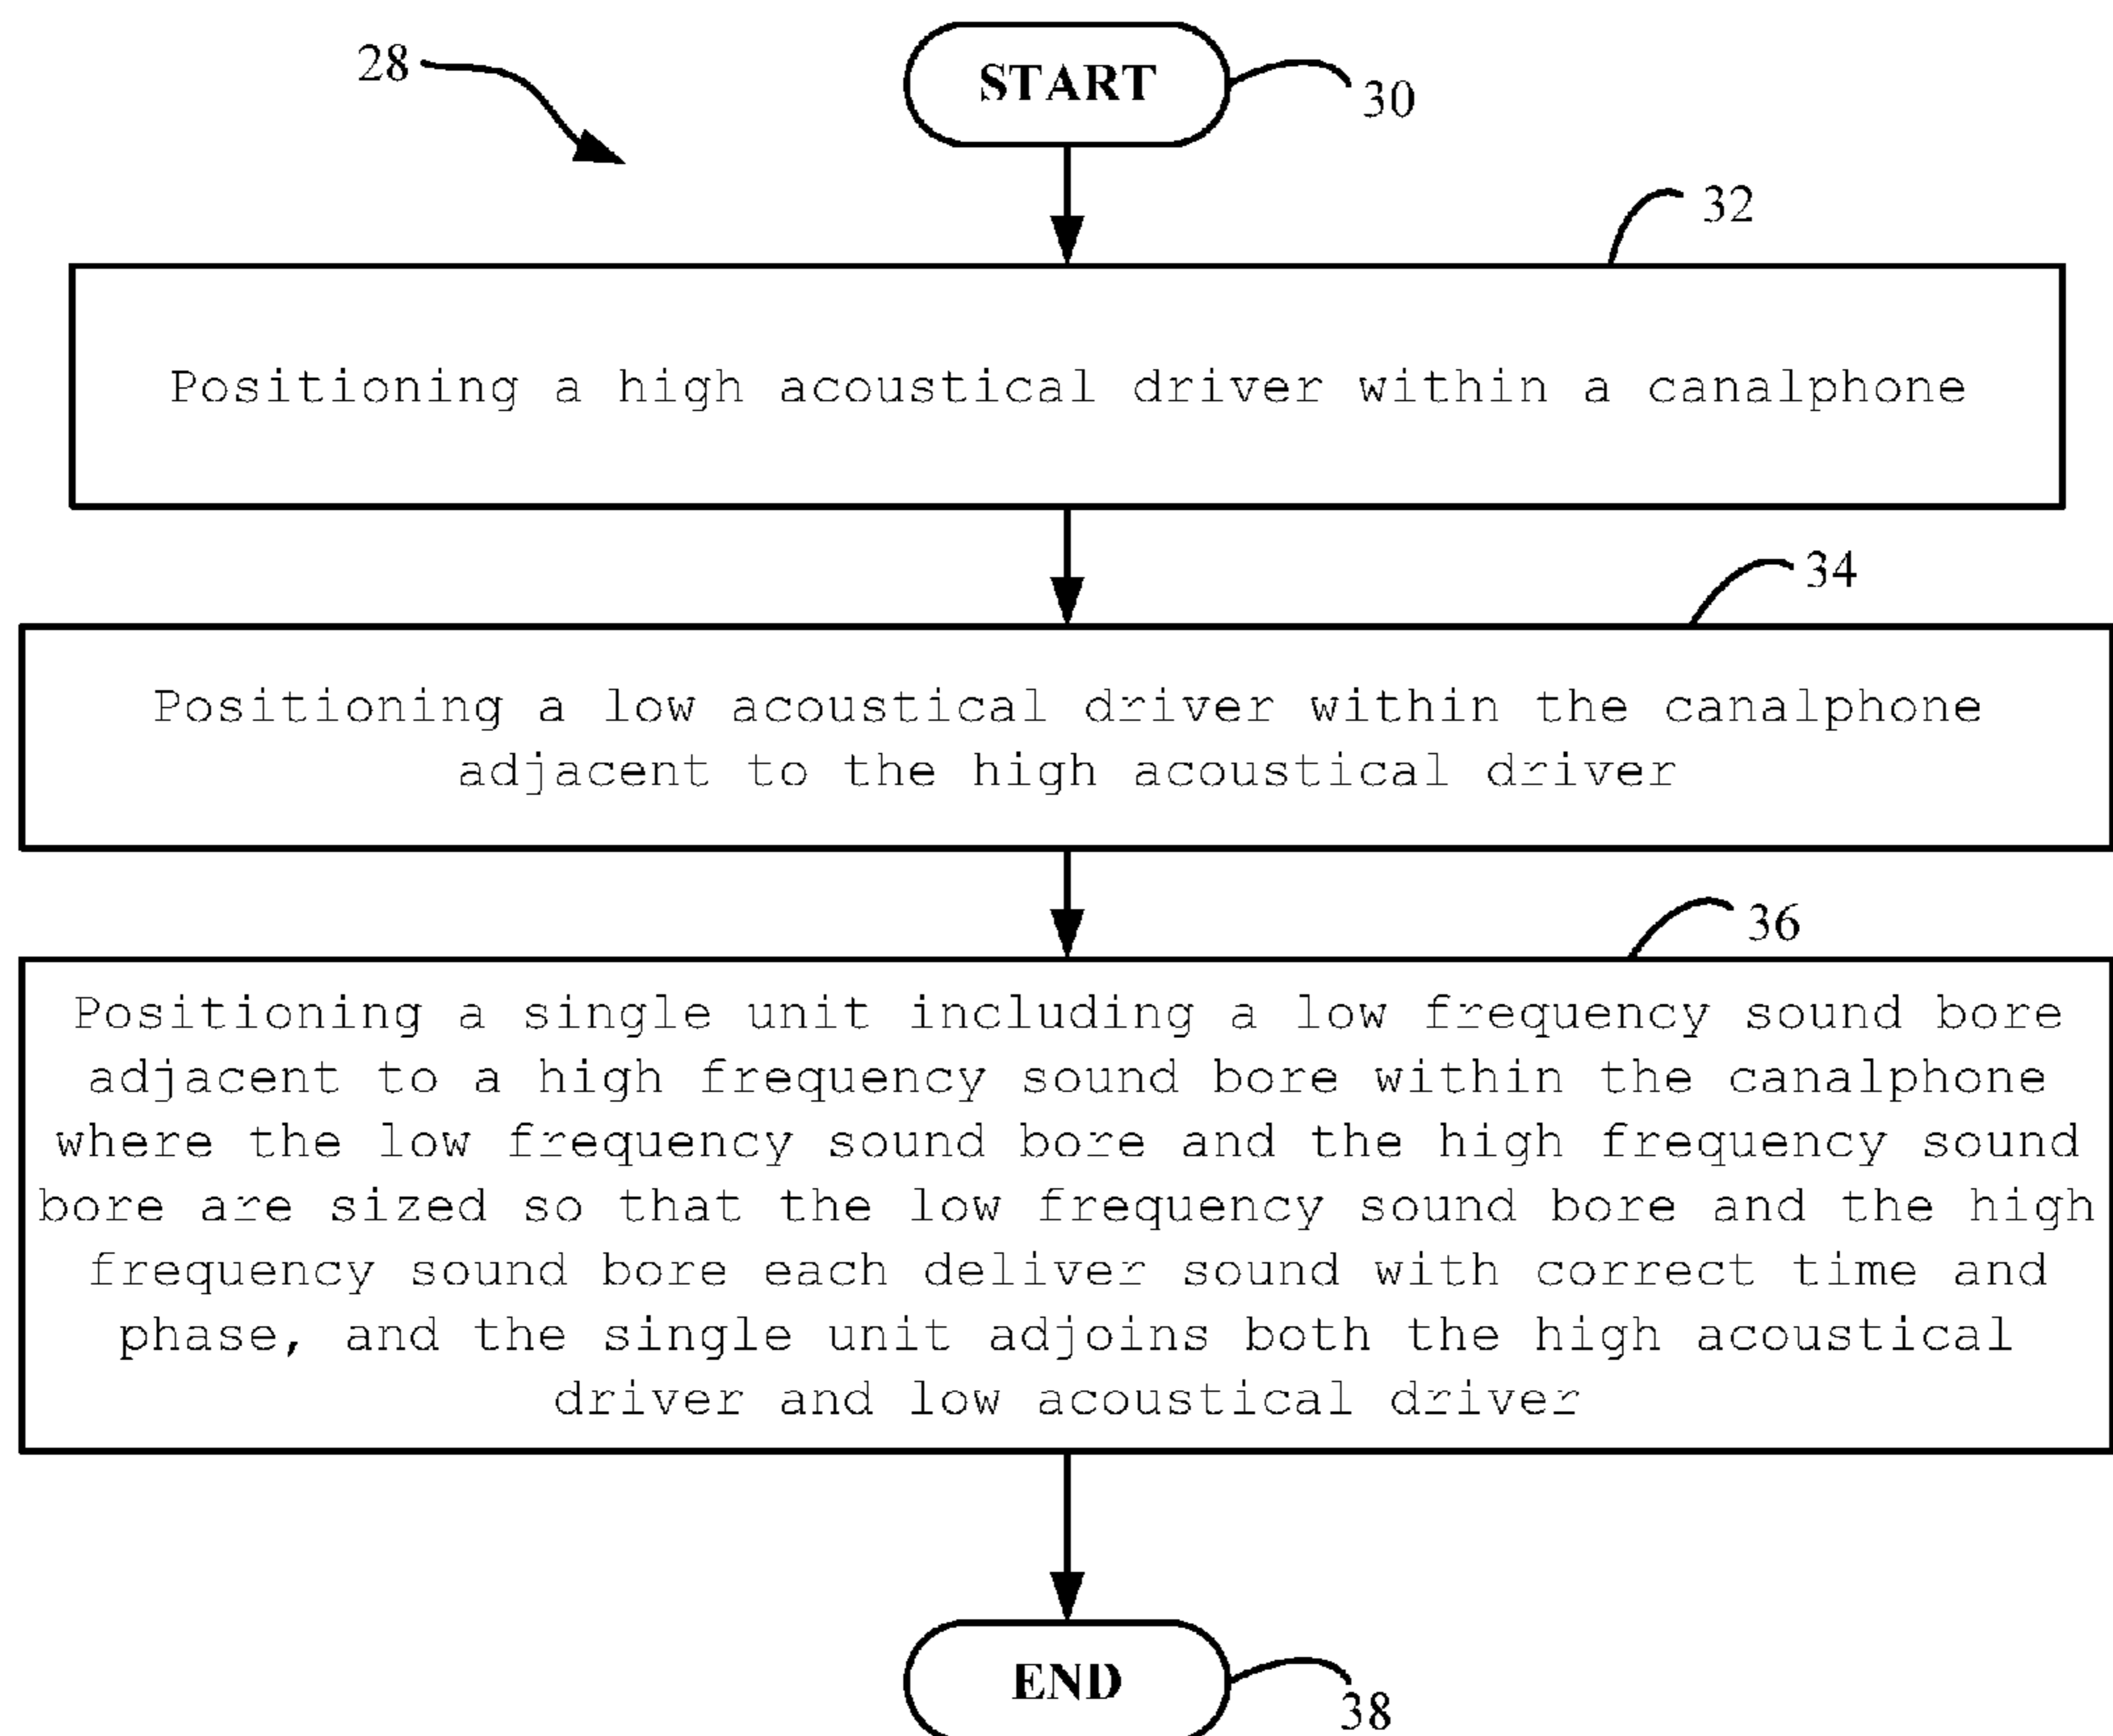 28
START
30
32
Positioning a high acoustical driver within a canalphone
34
Positioning a low acoustical driver within the canalphone
adjacent to the high acoustical driver
36
Positioning a single unit including a low frequency sound bore
adjacent to a high frequency sound bore within the canalphone
where the low frequency sound bore and the high frequency sound
bore are sized so that the low frequency sound bore and the high
frequency sound bore each deliver sound with correct time and
phase, and the single unit adjoins both the high acoustical
driver and low acoustical driver
END
38